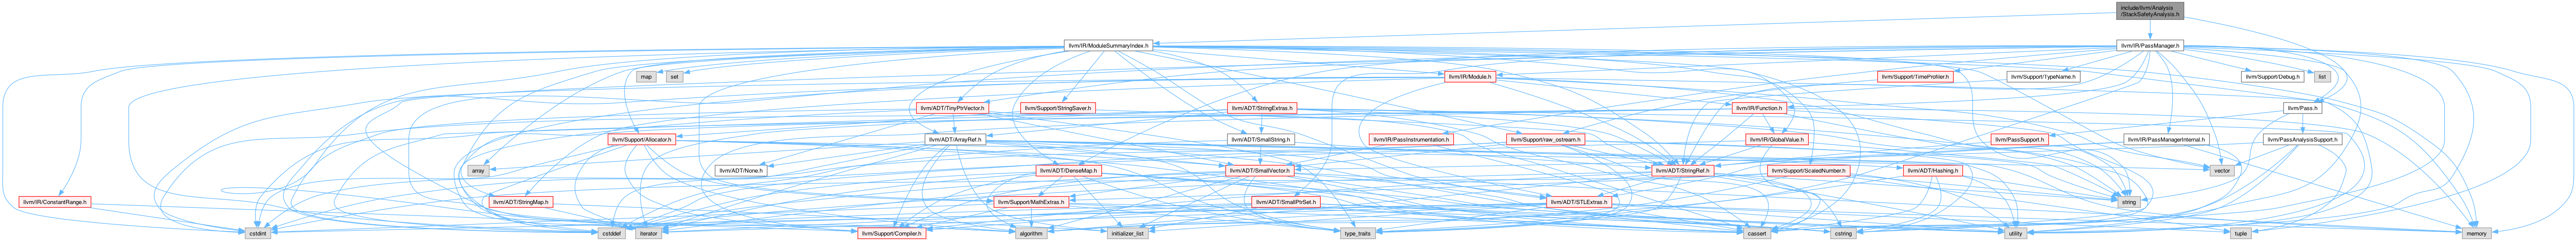 include/llvm/Analysis
/StackSafetyAnalysis.h
llvm/IR/ModuleSummaryIndex.h
llvm/IR/PassManager.h
map
set
llvm/IR/Module.h
llvm/Support/TimeProfiler.h
llvm/Support/TypeName.h
llvm/Support/Debug.h
list
llvm/ADT/TinyPtrVector.h
llvm/Support/StringSaver.h
llvm/ADT/StringExtras.h
llvm/IR/Function.h
llvm/Pass.h
llvm/Support/Allocator.h
llvm/ADT/ArrayRef.h
llvm/ADT/SmallString.h
llvm/Support/raw_ostream.h
llvm/IR/PassInstrumentation.h
llvm/IR/GlobalValue.h
llvm/PassSupport.h
llvm/IR/PassManagerInternal.h
llvm/PassAnalysisSupport.h
array
llvm/ADT/None.h
llvm/ADT/DenseMap.h
llvm/ADT/SmallVector.h
llvm/ADT/StringRef.h
llvm/Support/ScaledNumber.h
llvm/ADT/Hashing.h
vector
llvm/IR/ConstantRange.h
llvm/ADT/StringMap.h
llvm/Support/MathExtras.h
llvm/ADT/SmallPtrSet.h
llvm/ADT/STLExtras.h
string
cstdint
cstddef
iterator
llvm/Support/Compiler.h
algorithm
initializer_list
type_traits
cassert
cstring
utility
tuple
memory